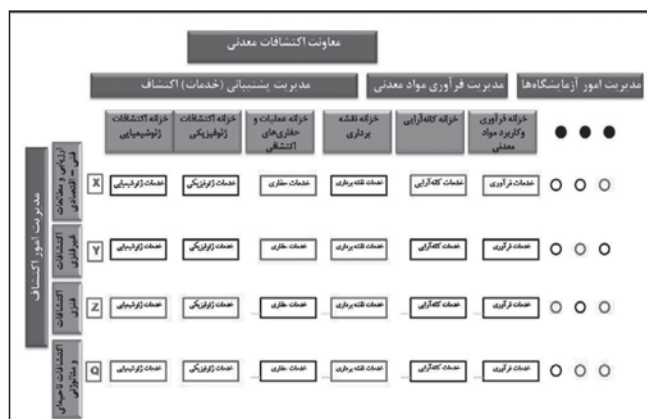 معاونت اکتشافات معدنی
مدیریت امور آزمایشگاه‌ها
مدیریت فرآوری مواد معدنی
مدیریت پشتیبانی (خدمات) اکتشاف
خزانه فرآوری
وکاربرد مواد
معدنی
خزانه کانه‌آرایی
خزانه نقشه
برداری
خزانه عملیات و
حفاری‌های
اکتشافی
خزانه اکتشافات
ژئوفیزیکی
خزانه اکتشافات
ژئوشیمیایی
مدیریت امور اکتشاف
ارزیابی و مطالعات
فنی – اقتصادی
X
خدمات ژئوشیمیایی
خدمات ژئوفیزیکی
خدمات حفاری
خدمات نقشه برداری
خدمات کانه‌آرایی
خدمات فرآوری
اکتشافات
غیرفلزی
Y
خدمات ژئوشیمیایی
خدمات ژئوفیزیکی
خدمات حفاری
خدمات نقشه برداری
خدمات کانه‌آرایی
خدمات فرآوری
اکتشافات
فلزی
Z
خدمات ژئوشیمیایی
خدمات ژئوفیزیکی
خدمات حفاری
خدمات نقشه برداری
خدمات کانه‌آرایی
خدمات فرآوری
اکتشافات ناحیه‌ای
و متالوژنی
Q
خدمات ژئوشیمیایی
خدمات ژئوفیزیکی
خدمات حفاری
خدمات نقشه برداری
خدمات کانه‌آرایی
خدمات فرآوری